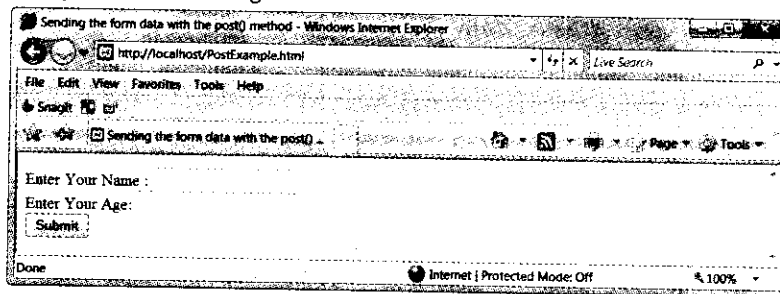 Sending the form data with the post() method - Windows Internet Explorer
http://localhost/PostExample.html
Live Search
File Edit View Favorites Tools Help
SnagIt
Sending the form data with the post()
Page Tools
Enter Your Name :
Enter Your Age:
Submit
Done
Internet | Protected Mode: Off
100%